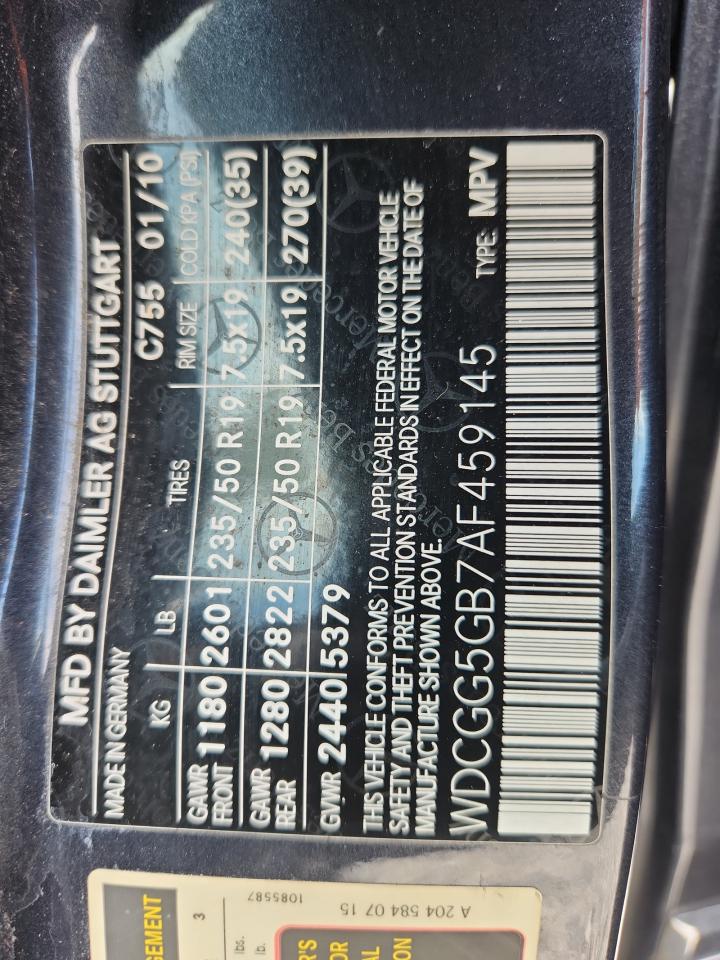 MFD BY DAIMLER AG STUTTGART
MADE IN GERMANY C755 01/10
KG LB TIRES RIM SIZE COLD KPA (PSI)
GAWR FRONT 1180 2601 235/50 R19 7.5x19 240(35)
GAWR REAR 1280 2822 235/50 R19 7.5x19 270(39)
GVWR 2440 5379
THIS VEHICLE CONFORMS TO ALL APPLICABLE FEDERAL MOTOR VEHICLE
SAFETY AND THEFT PREVENTION STANDARDS IN EFFECT ON THE DATE OF
MANUFACTURE SHOWN ABOVE.
WDCGG5GB7AF459145 TYPE: MPV
A 204 584 07 15
1085587
3
lbs.
lb.